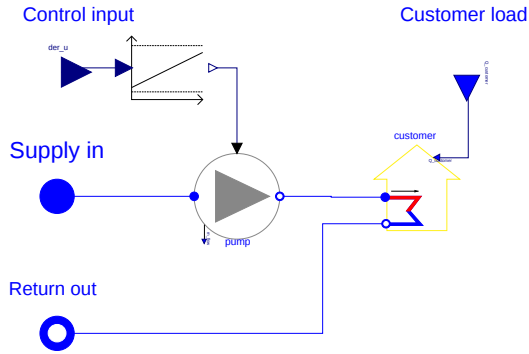 Control input
Customer load
der_u
customer
Supply in
pump
Return out